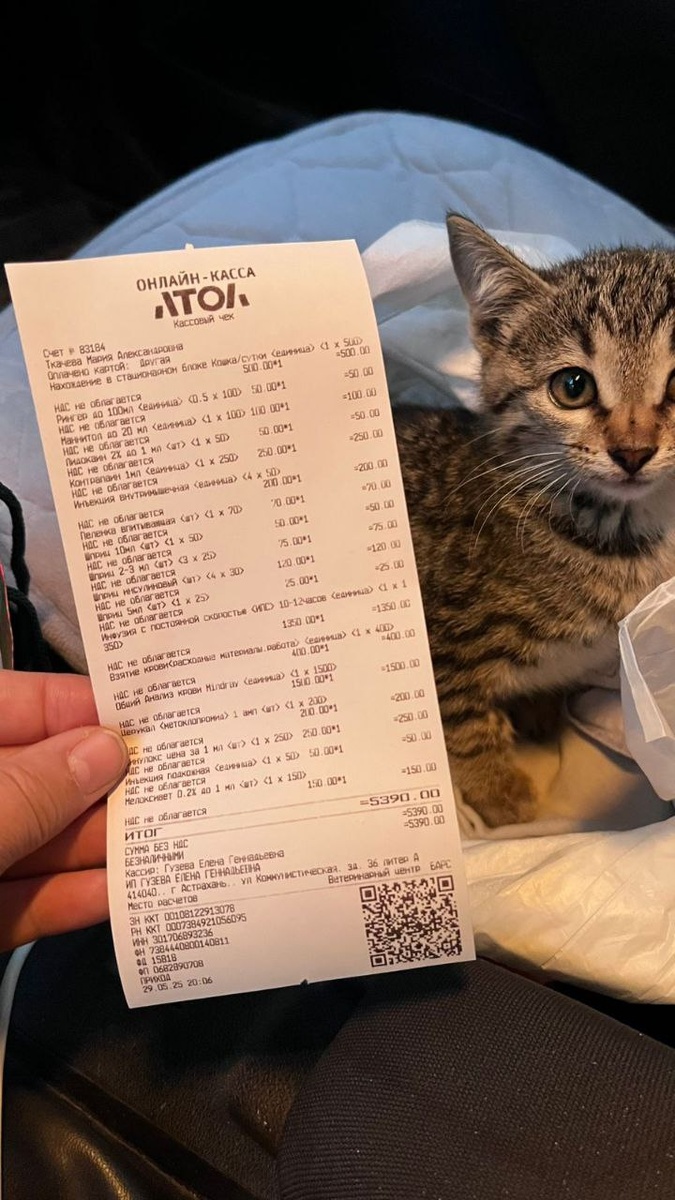 ОНЛАЙН-КАССА
АТОЛ
Кассовый чек
Счет № 83184
Ткачева Мария Александровна
Оплачено картой: Другая
Нахождение в стационарном блоке Кошка/сутки <единица> <1 x 500>
500.00*1 =500.00
НДС не облагается
Рингер до 100мл <единица> <0.5 x 100> 50.00*1 =50.00
НДС не облагается
Маннитол до 20 мл <единица> <1 x 100> 100.00*1 =100.00
НДС не облагается
Лидокаин 2% до 1 мл <шт> <1 x 50> 50.00*1 =50.00
НДС не облагается
Контрапаин 1мл <единица> <1 x 250> 250.00*1 =250.00
НДС не облагается
Инъекция внутримышечная <единица> <4 x 50>
200.00*1 =200.00
НДС не облагается
Пеленка впитывающая <шт> <1 x 70> 70.00*1 =70.00
НДС не облагается
Шприц 10мл <шт> <1 x 50> 50.00*1 =50.00
НДС не облагается
Шприц 2-3 мл <шт> <3 x 25> 75.00*1 =75.00
НДС не облагается
Шприц инсулиновый <шт> <4 x 30> 120.00*1 =120.00
НДС не облагается
Шприц 5мл <шт> <1 x 25> 25.00*1 =25.00
НДС не облагается
Инфузия с постоянной скоростью <ИПС> 10-12часов <единица> <1 x 1
350> 1350.00*1 =1350.00
НДС не облагается
Взятие крови<расходные материалы.работа> <единица> <1 x 400>
400.00*1 =400.00
НДС не облагается
Общий Анализ крови Mindray <единица> <1 x 1500>
1500.00*1 =1500.00
НДС не облагается
Церукал <метоклопромид> 1 амп <шт> <1 x 200>
200.00*1 =200.00
НДС не облагается
цена за 1 мл <шт> <1 x 250> 250.00*1 =250.00
НДС не облагается
Инъекция подкожная <единица> <1 x 50> 50.00*1 =50.00
НДС не облагается
Мелоксивет 0.2% до 1 мл <шт> <1 x 150> 150.00*1 =150.00
НДС не облагается
ИТОГ =5390.00
СУММА БЕЗ НДС =5390.00
БЕЗНАЛИЧНЫМИ =5390.00
Кассир: Гузева Елена Геннадьевна
ИП ГУЗЕВА ЕЛЕНА ГЕННАДЬЕВНА
414040.. г Астрахань.. ул Коммунистическая. зд. 36 литер А
Место расчетов Ветеринарный центр БАРС
ЗН ККТ 00108122913078
РН ККТ 0007384921056095
ИНН 301706893236
ФН 7384440800140811
ФД 15818
ФП 0682890708
ПРИХОД
29.05.25 20:06